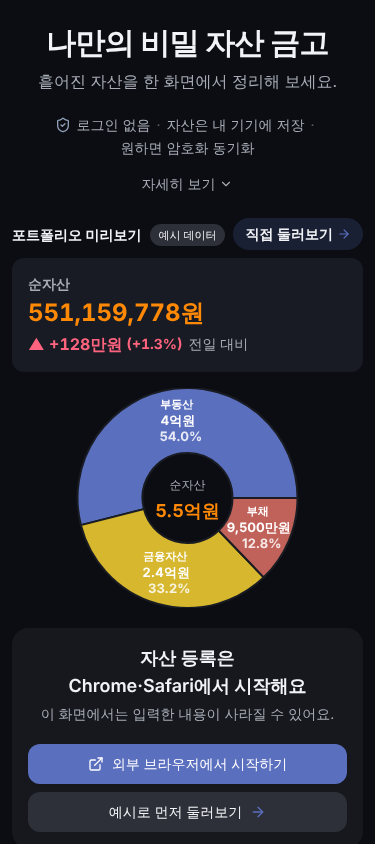 나만의 비밀 자산 금고
흩어진 자산을 한 화면에서 정리해 보세요.
로그인 없음 · 자산은 내 기기에 저장 ·
원하면 암호화 동기화
자세히 보기
포트폴리오 미리보기 예시 데이터 직접 둘러보기 →
순자산
551,159,778원
▲ +128만원 (+1.3%) 전일 대비
부동산
4억원
54.0%
순자산
5.5억원
부채
9,500만원
12.8%
금융자산
2.4억원
33.2%
자산 등록은
Chrome·Safari에서 시작해요
이 화면에서는 입력한 내용이 사라질 수 있어요.
외부 브라우저에서 시작하기
예시로 먼저 둘러보기 →